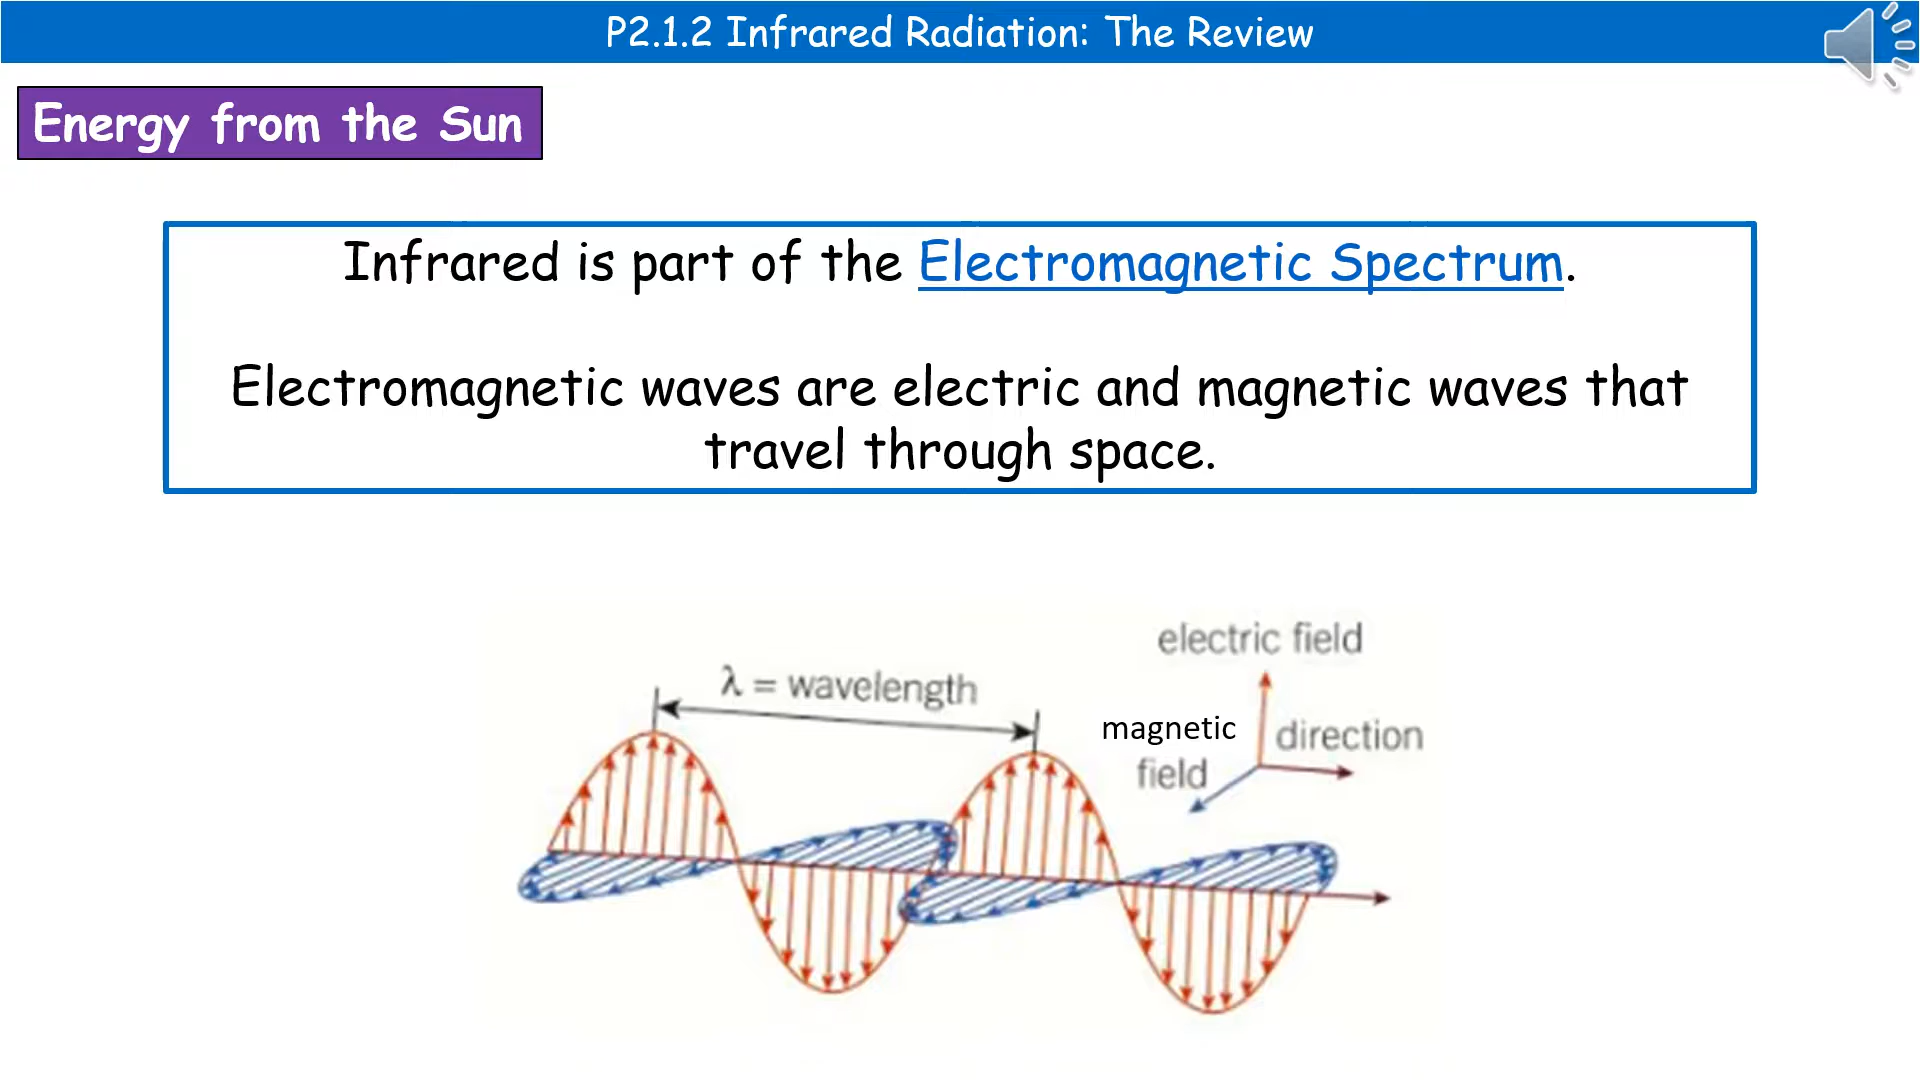 P2.1.2 Infrared Radiation: The Review
Energy from the Sun
Infrared is part of the Electromagnetic Spectrum.
Electromagnetic waves are electric and magnetic waves that
travel through space.
electric field
λ = wavelength
magnetic
direction
field